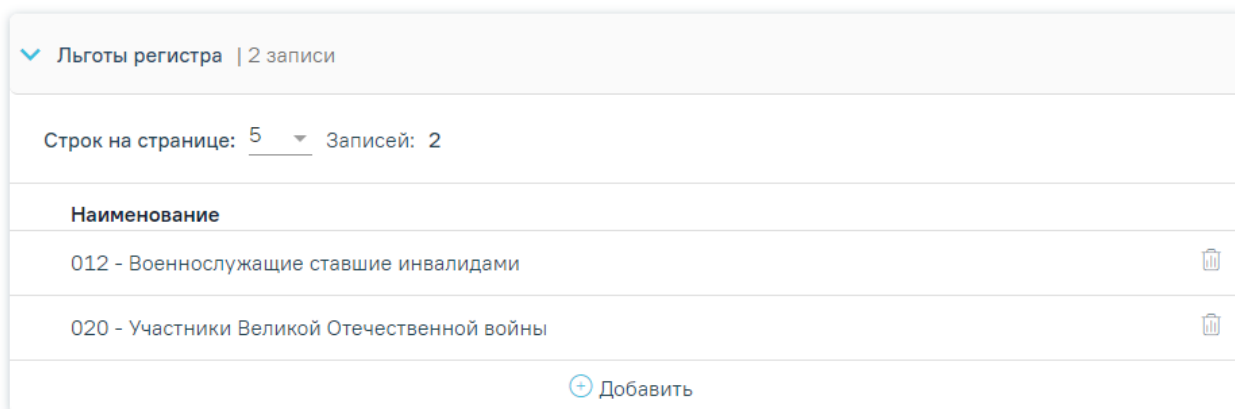 Льготы регистра | 2 записи
Строк на странице: 5 Записей: 2
Наименование
012 - Военнослужащие ставшие инвалидами
020 - Участники Великой Отечественной войны
Добавить